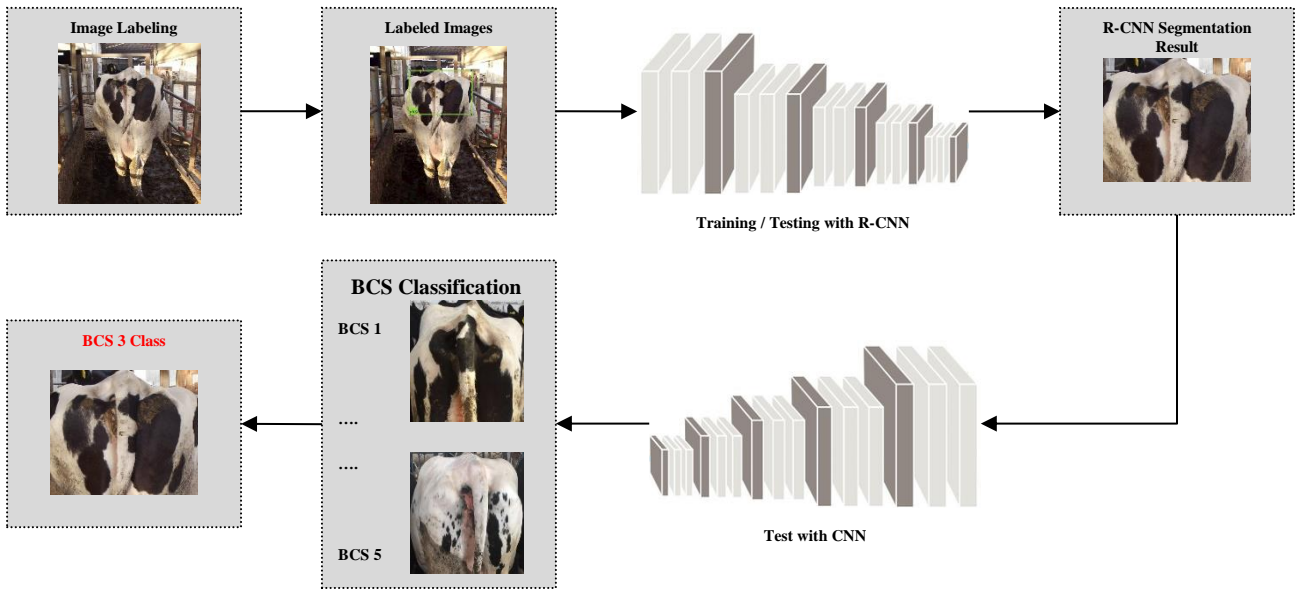 Image Labeling
Labeled Images
R-CNN Segmentation
Result
Training / Testing with R-CNN
BCS Classification
BCS 1
....
....
BCS 5
BCS 3 Class
Test with CNN